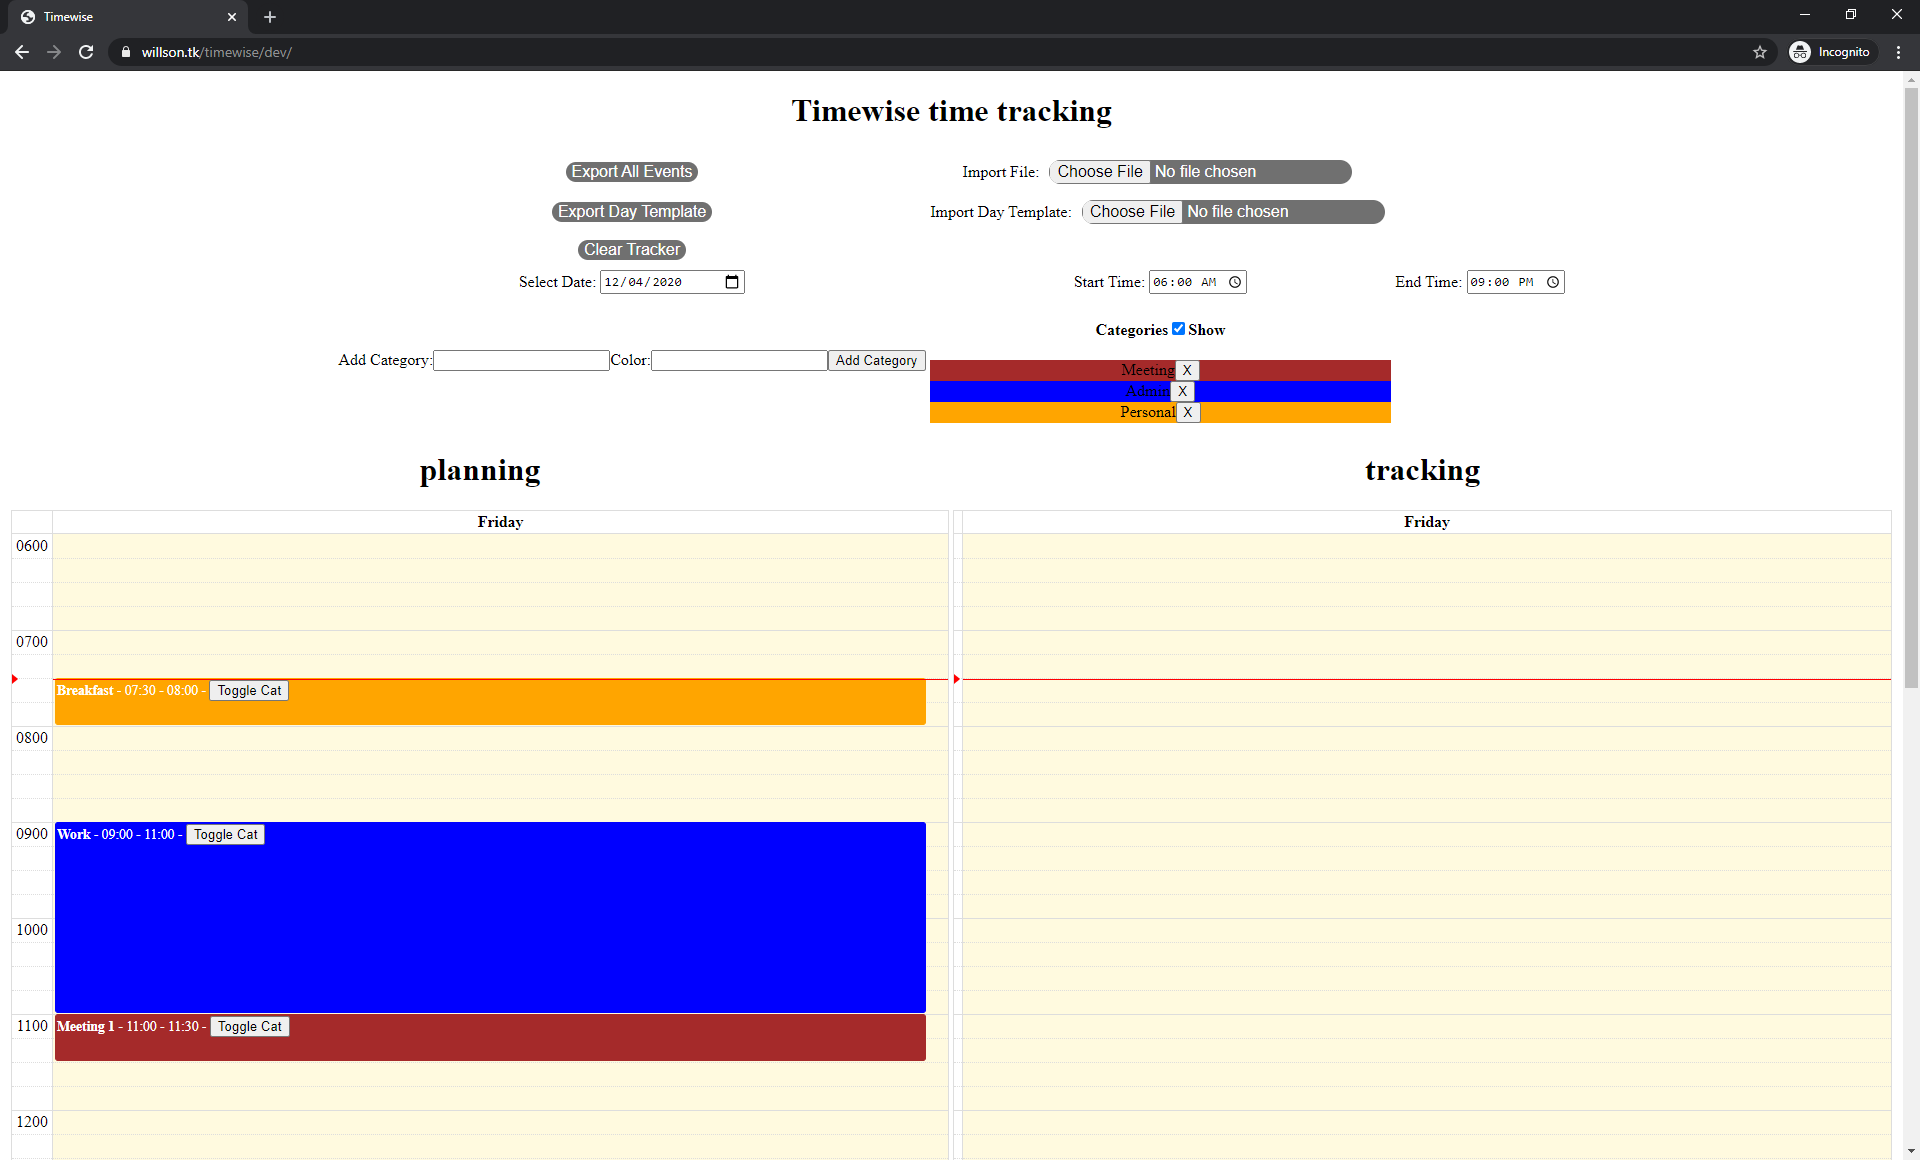 Timewise
willson.tk/timewise/dev/
Incognito
Timewise time tracking
Export All Events
Import File: Choose File No file chosen
Export Day Template
Import Day Template: Choose File No file chosen
Clear Tracker
Select Date: 12/04/2020
Start Time: 06:00 AM
End Time: 09:00 PM
Categories Show
Add Category: Color: Add Category
Meeting X
Admin X
Personal X
planning
tracking
Friday
Friday
0600
0700
Breakfast - 07:30 - 08:00 - Toggle Cat
0800
0900
Work - 09:00 - 11:00 - Toggle Cat
1000
1100
Meeting 1 - 11:00 - 11:30 - Toggle Cat
1200